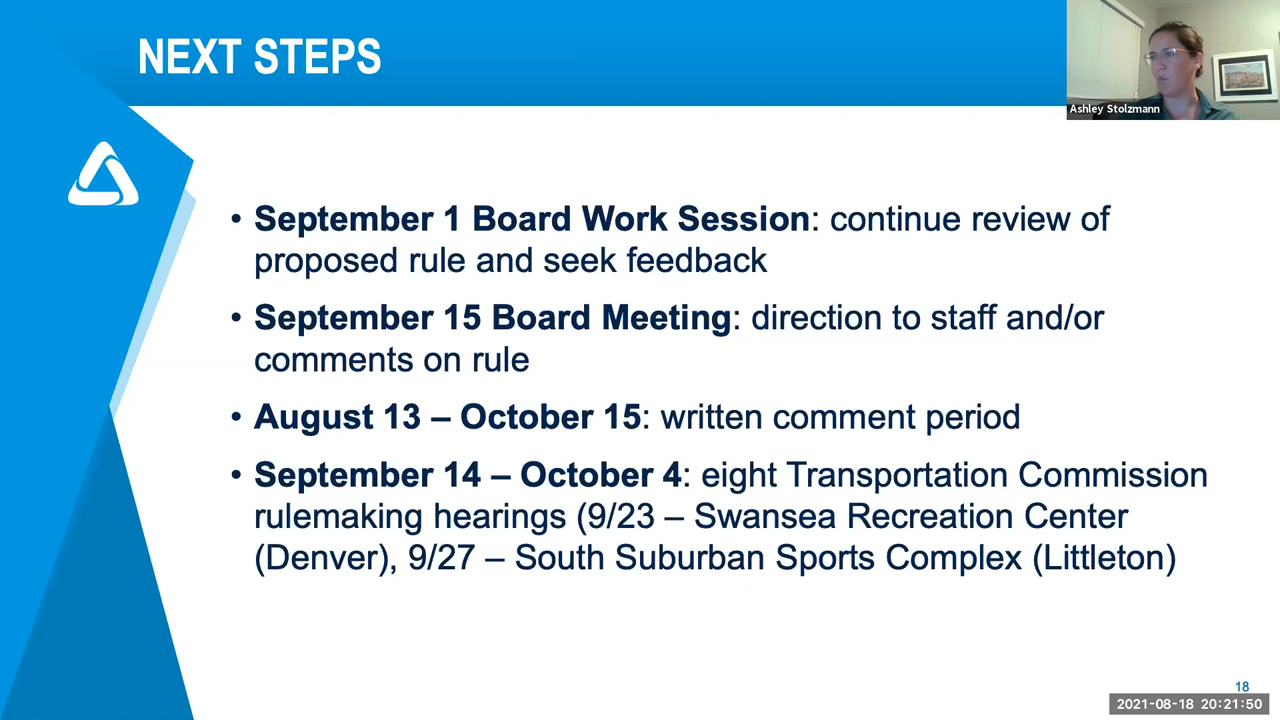 NEXT STEPS
Ashley Stolzmann
• September 1 Board Work Session: continue review of
proposed rule and seek feedback
• September 15 Board Meeting: direction to staff and/or
comments on rule
• August 13 – October 15: written comment period
• September 14 – October 4: eight Transportation Commission
rulemaking hearings (9/23 – Swansea Recreation Center
(Denver), 9/27 – South Suburban Sports Complex (Littleton)
18
2021-08-18 20:21:50